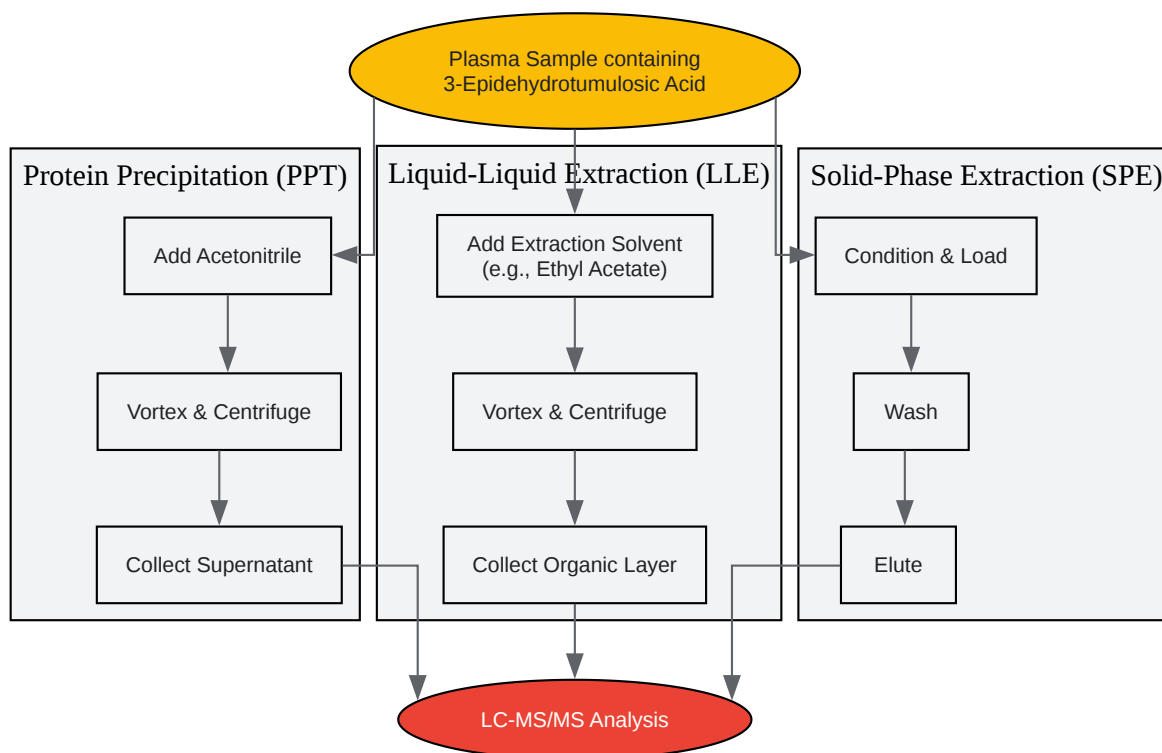 Plasma Sample containing
3-Epidehydrotumulosic Acid
Protein Precipitation (PPT)
Add Acetonitrile
Vortex & Centrifuge
Collect Supernatant
Liquid-Liquid Extraction (LLE)
Add Extraction Solvent
(e.g., Ethyl Acetate)
Vortex & Centrifuge
Collect Organic Layer
Solid-Phase Extraction (SPE)
Condition & Load
Wash
Elute
LC-MS/MS Analysis